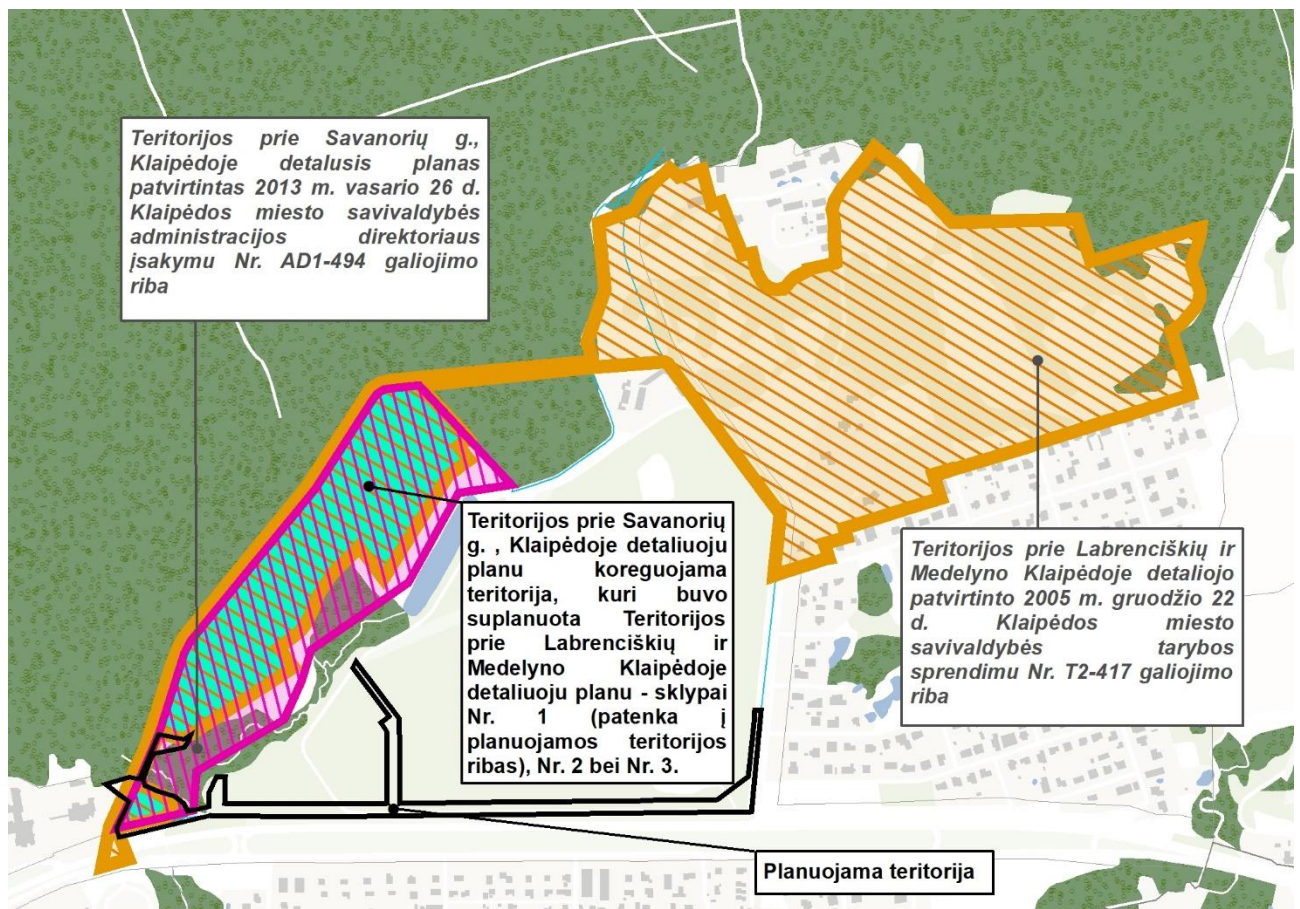 Teritorijos prie Savanorių g.,
Klaipėdoje detalusis planas
patvirtintas 2013 m. vasario 26 d.
Klaipėdos miesto savivaldybės
administracijos direktoriaus
įsakymu Nr. AD1-494 galiojimo
riba
Teritorijos prie Savanorių
g. , Klaipėdoje detaliuoju
planu koreguojama
teritorija, kuri buvo
suplanuota Teritorijos
prie Labrenciškių ir
Medelyno Klaipėdoje
detaliuoju planu - sklypai
Nr. 1 (patenka į
planuojamos teritorijos
ribas), Nr. 2 bei Nr. 3.
Teritorijos prie Labrenciškių ir
Medelyno Klaipėdoje detaliojo
patvirtinto 2005 m. gruodžio 22
d. Klaipėdos miesto
savivaldybės tarybos
sprendimu Nr. T2-417 galiojimo
riba
Planuojama teritorija